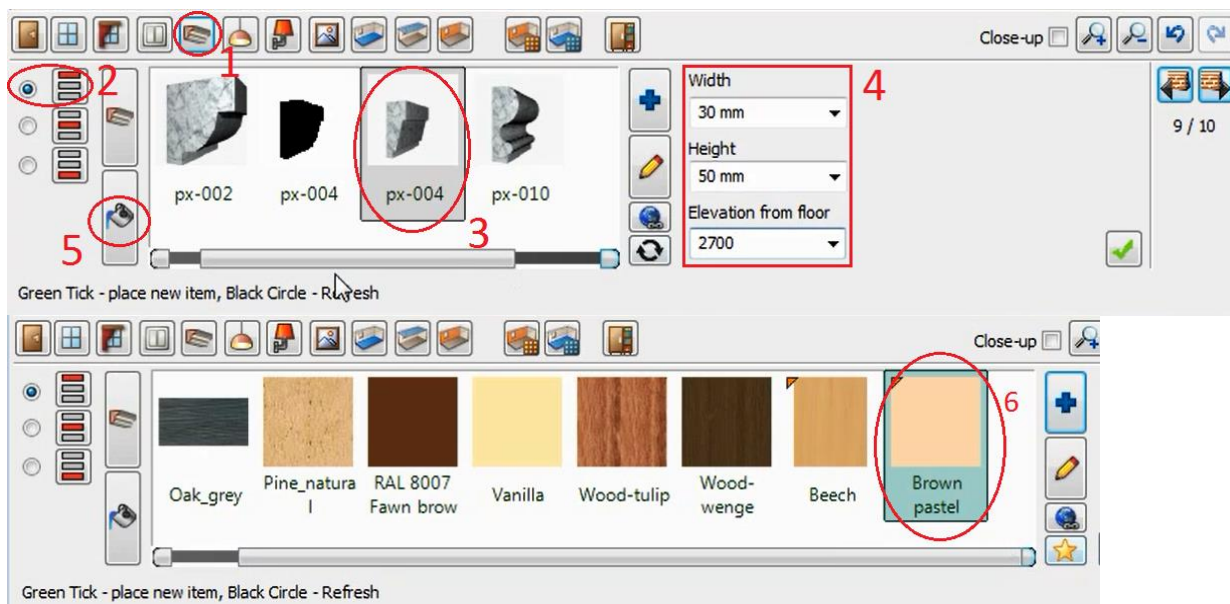 1
Close-up
2
Width
4
30 mm
9 / 10
Height
50 mm
px-002
px-004
px-004
px-010
Elevation from floor
5
3
2700
Green Tick - place new item, Black Circle - Refresh
Close-up
6
Oak_grey
Pine_natura
l
RAL 8007
Fawn brow
Vanilla
Wood-tulip
Wood-
wenge
Beech
Brown
pastel
Green Tick - place new item, Black Circle - Refresh